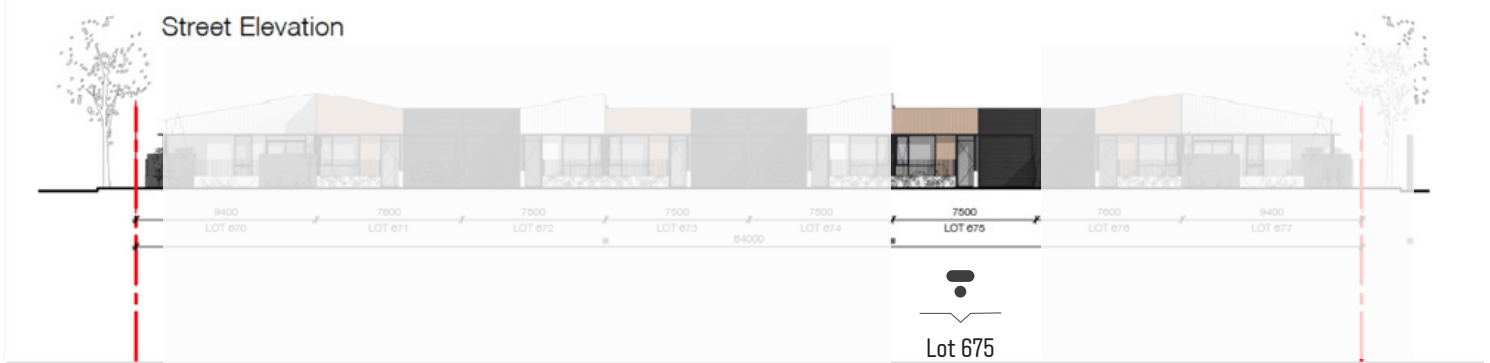 Street Elevation
9400 7600 7500 7500 7500 7500 7600 9400
LOT 670 LOT 671 LOT 672 LOT 673 LOT 674 LOT 675 LOT 676 LOT 677
64000
Lot 675